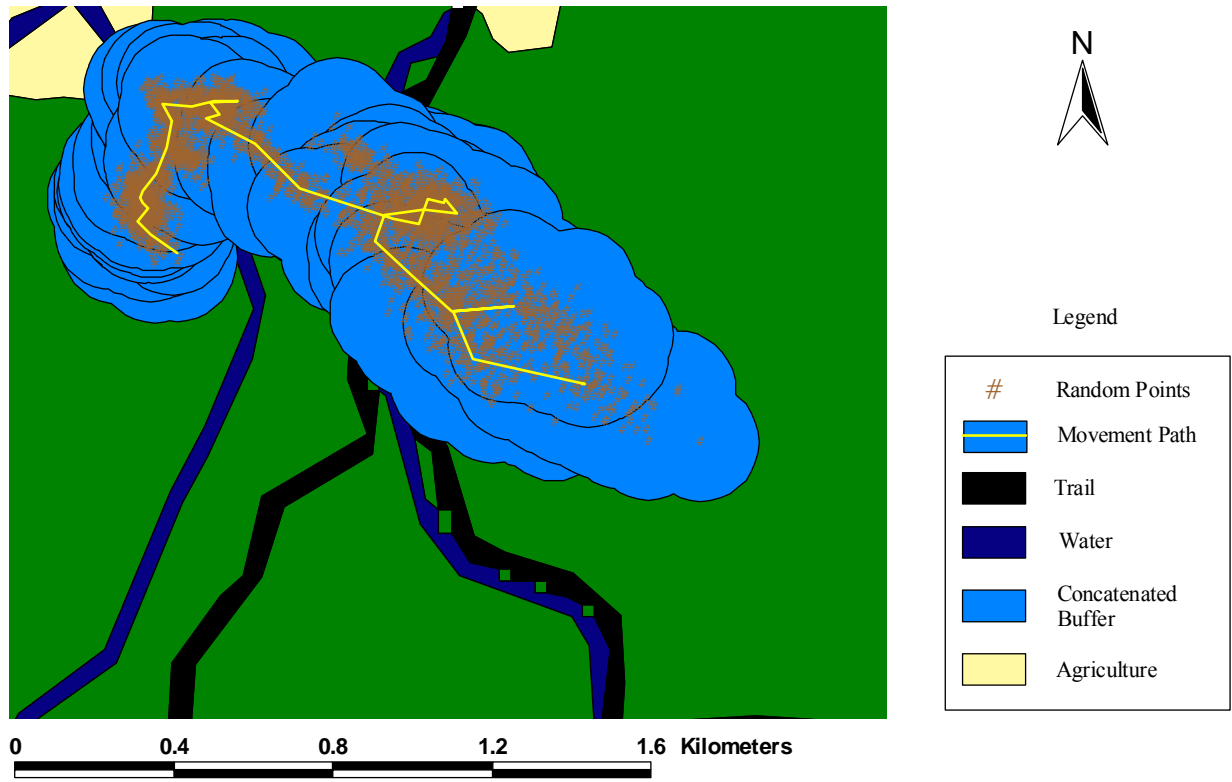 N
Legend
# Random Points
Movement Path
Trail
Water
Concatenated
Buffer
Agriculture
0 0.4 0.8 1.2 1.6 Kilometers